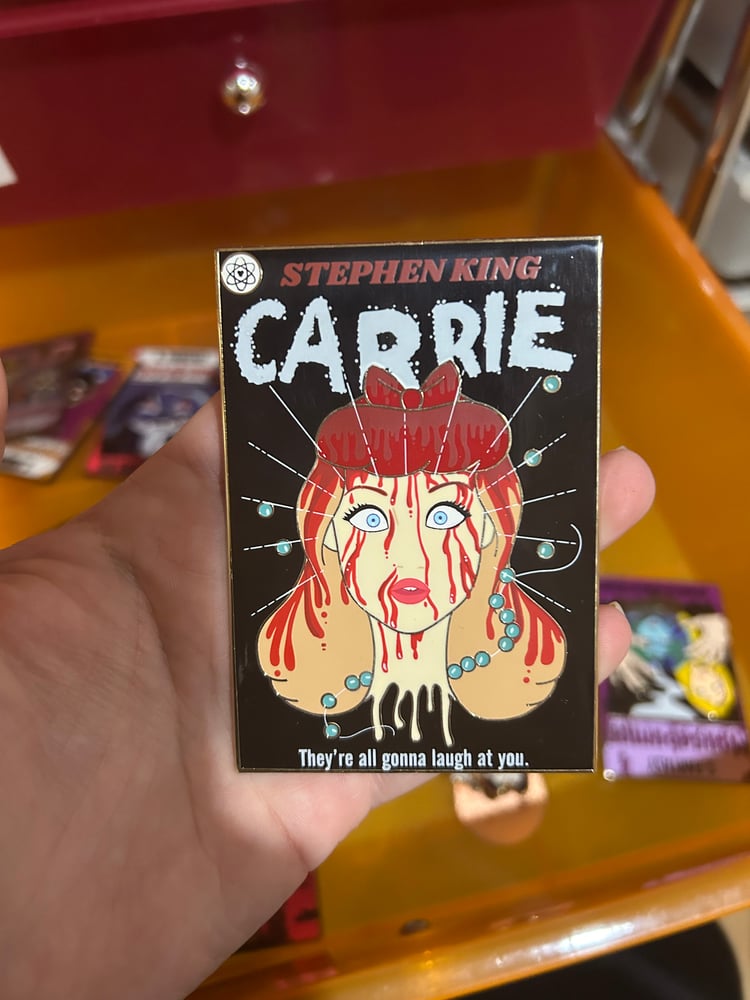 STEPHEN KING
CARRIE
They're all gonna laugh at you.